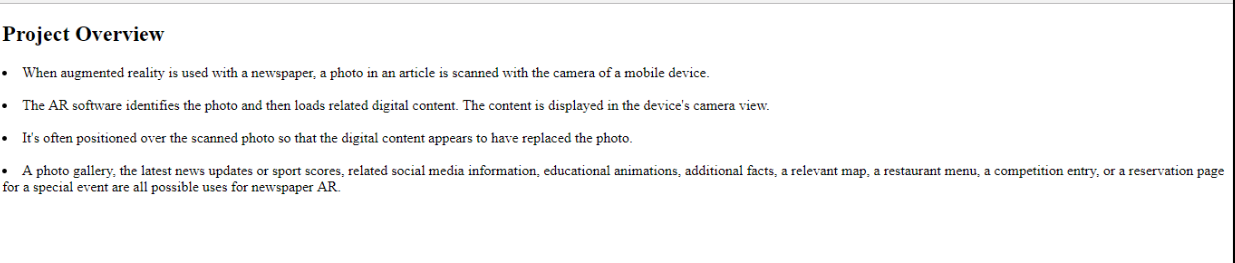 Project Overview
• When augmented reality is used with a newspaper, a photo in an article is scanned with the camera of a mobile device.
• The AR software identifies the photo and then loads related digital content. The content is displayed in the device's camera view.
• It's often positioned over the scanned photo so that the digital content appears to have replaced the photo.
• A photo gallery, the latest news updates or sport scores, related social media information, educational animations, additional facts, a relevant map, a restaurant menu, a competition entry, or a reservation page
for a special event are all possible uses for newspaper AR.